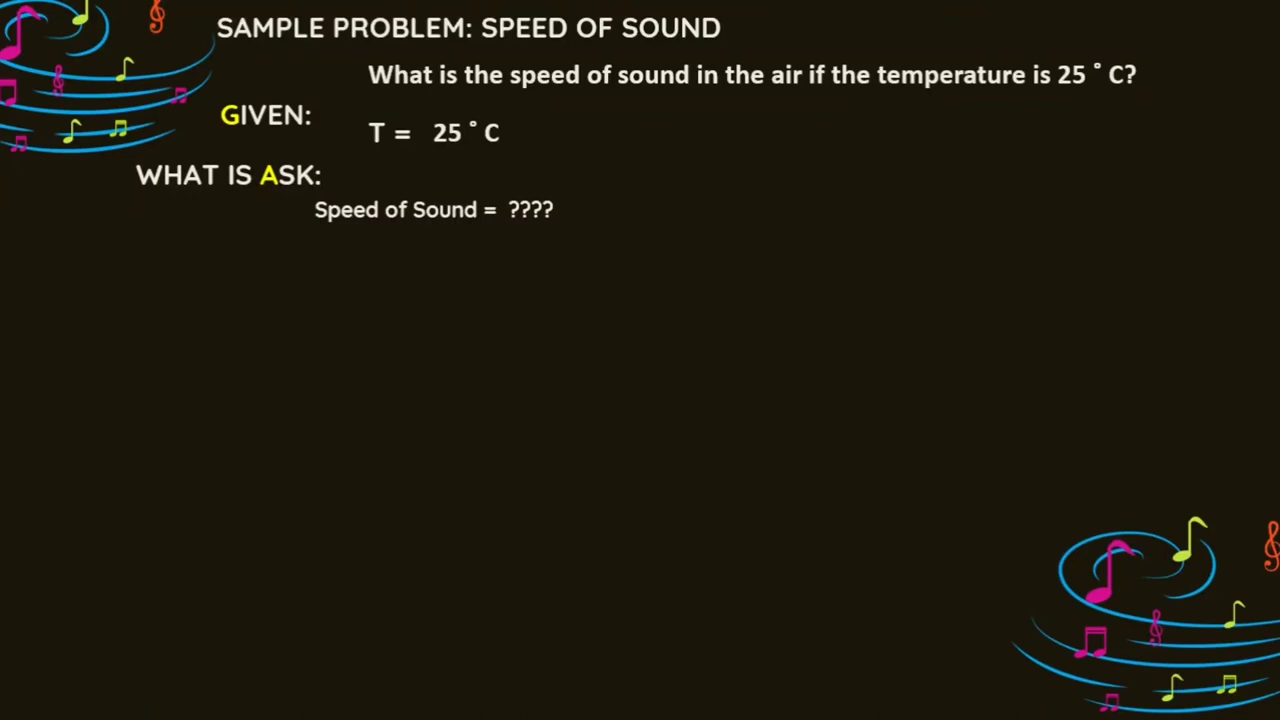 SAMPLE PROBLEM: SPEED OF SOUND
What is the speed of sound in the air if the temperature is 25 ˚ C?
GIVEN:
T = 25 ˚ C
WHAT IS ASK:
Speed of Sound = ????